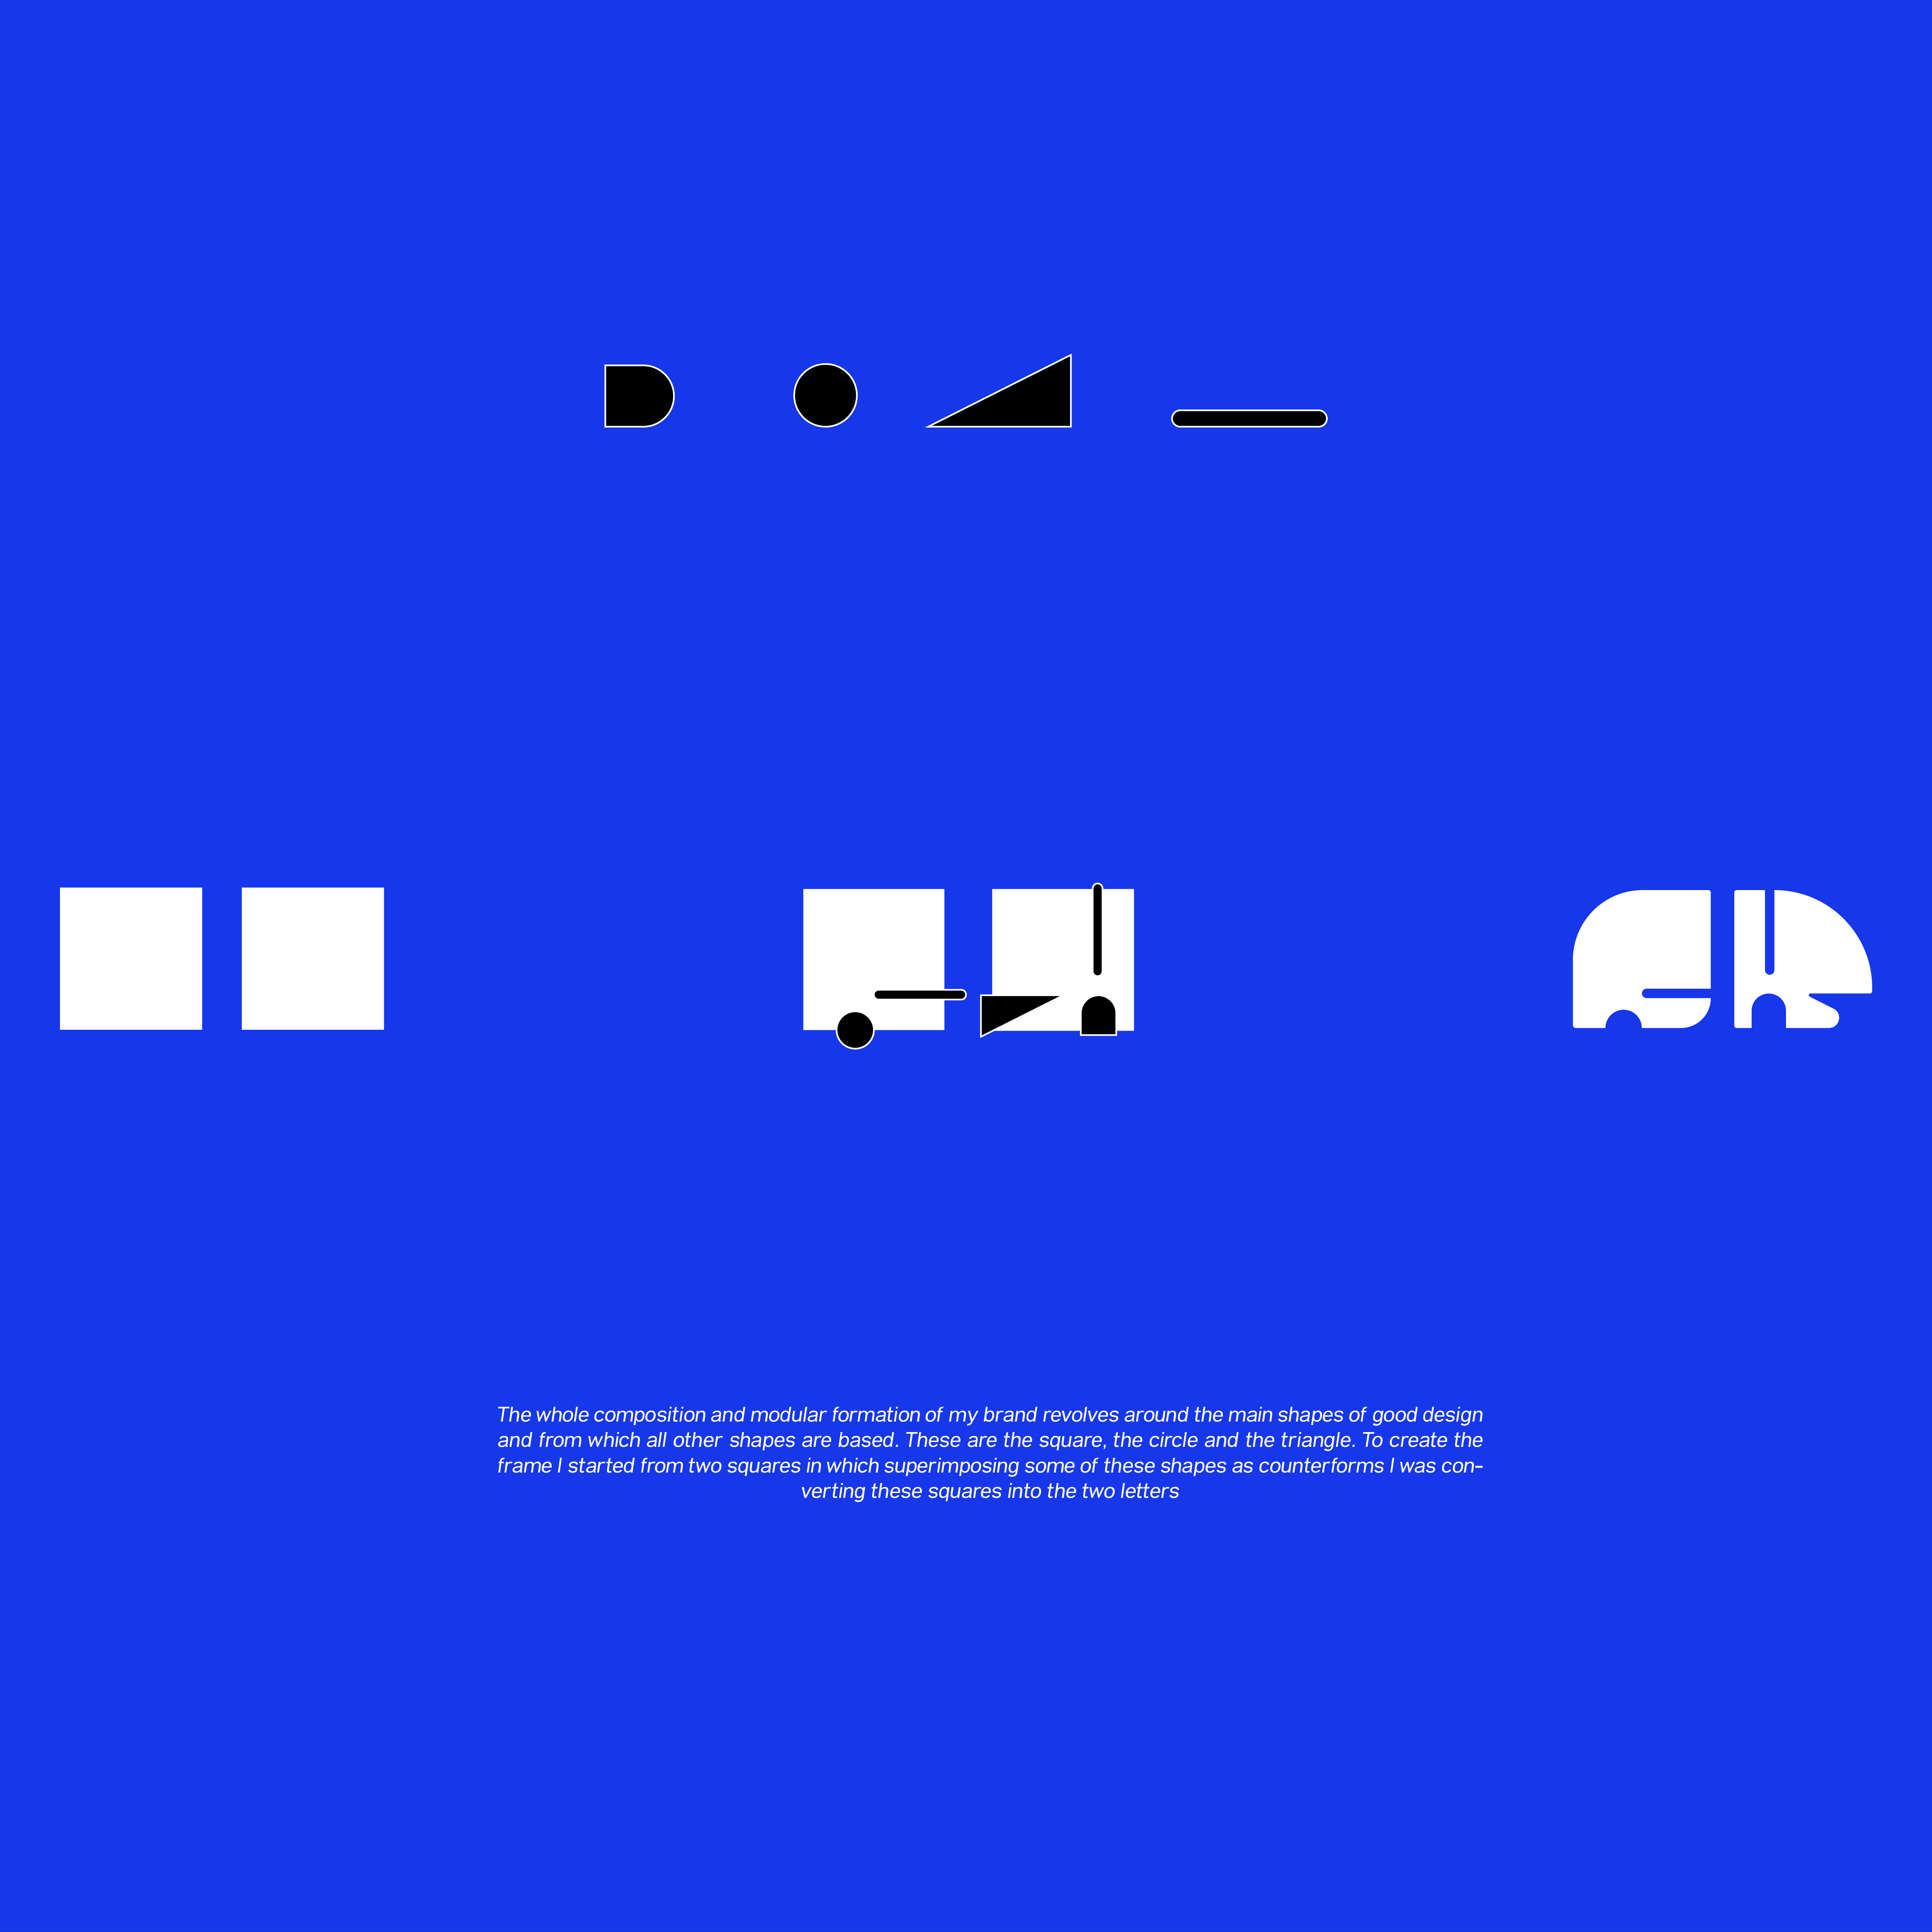 The whole composition and modular formation of my brand revolves around the main shapes of good design
and from which all other shapes are based. These are the square, the circle and the triangle. To create the
frame I started from two squares in which superimposing some of these shapes as counterforms I was con-
verting these squares into the two letters